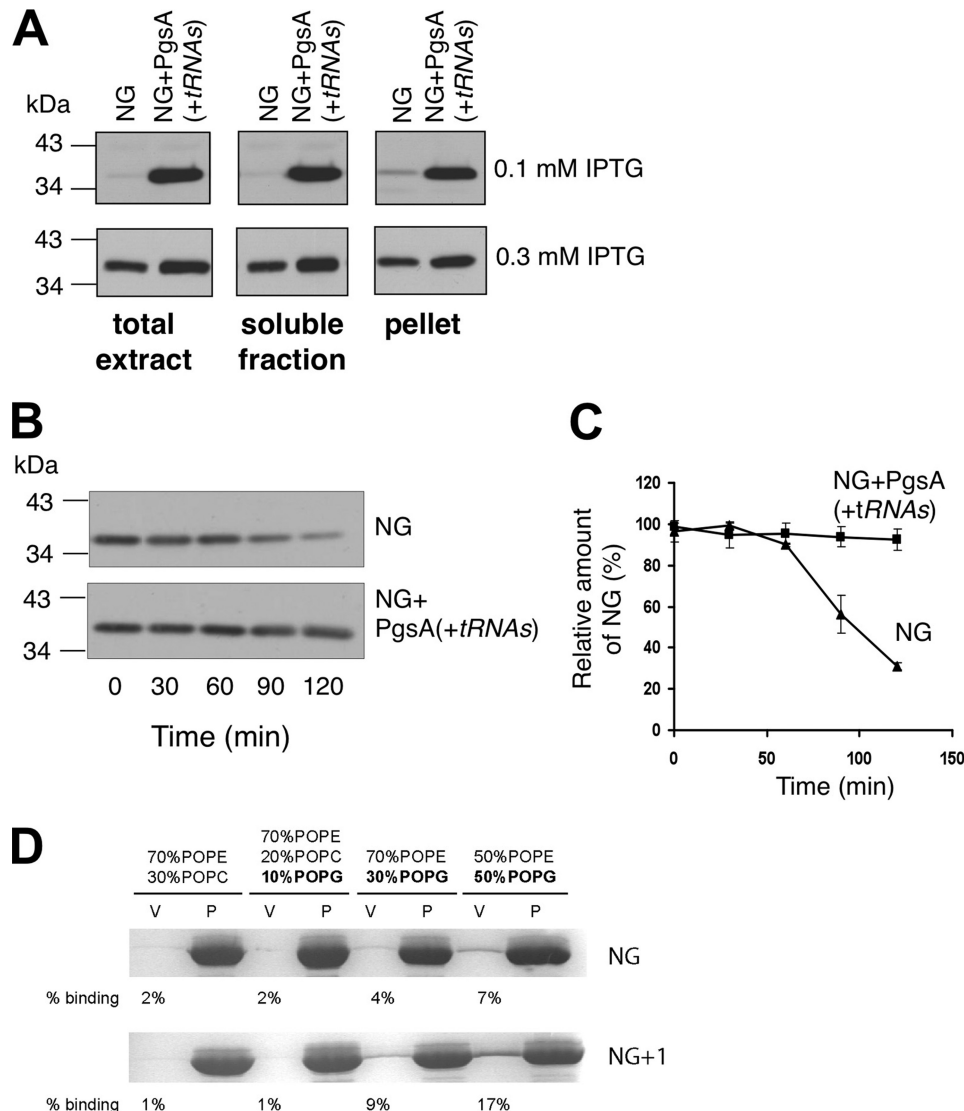 A
kDa
NG
NG+PgsA
(+tRNAs)
NG
NG+PgsA
(+tRNAs)
NG
NG+PgsA
(+tRNAs)
43
34
0.1 mM IPTG
43
34
0.3 mM IPTG
total
extract
soluble
fraction
pellet
B
kDa
43
34
NG
43
34
NG+
PgsA(+tRNAs)
0 30 60 90 120
Time (min)
C
Relative amount
of NG (%)
120
100
80
60
40
20
0
NG+PgsA
(+tRNAs)
NG
0 50 100 150
Time (min)
D
70%POPE
30%POPC
70%POPE
20%POPC
10%POPG
70%POPE
30%POPG
50%POPE
50%POPG
V P V P V P V P
NG
% binding 2% 2% 4% 7%
NG+1
% binding 1% 1% 9% 17%